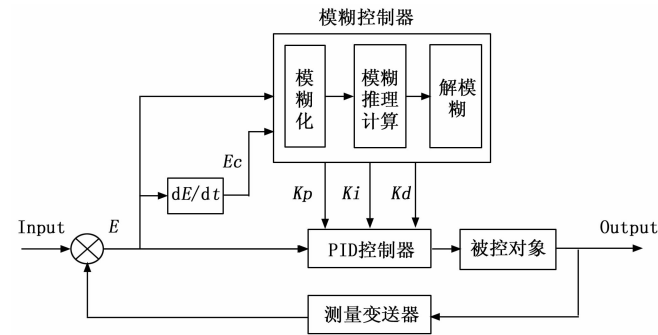 模糊控制器
模糊化
模糊推理计算
解模糊
Ec
dE/dt
Kp
Ki
Kd
Input
E
PID控制器
被控对象
Output
测量变送器